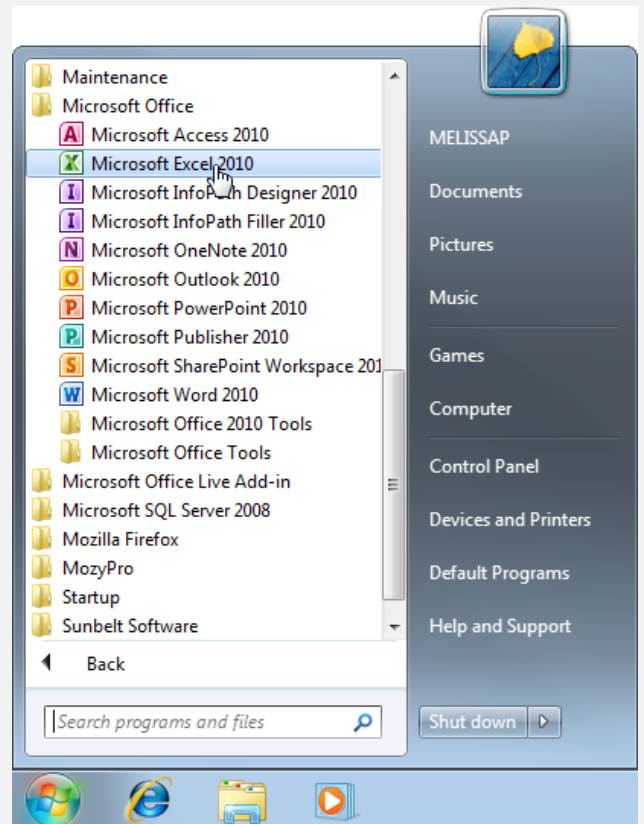 Maintenance
Microsoft Office
Microsoft Access 2010
Microsoft Excel 2010
Microsoft InfoPath Designer 2010
Microsoft InfoPath Filler 2010
Microsoft OneNote 2010
Microsoft Outlook 2010
Microsoft PowerPoint 2010
Microsoft Publisher 2010
Microsoft SharePoint Workspace 201
Microsoft Word 2010
Microsoft Office 2010 Tools
Microsoft Office Tools
Microsoft Office Live Add-in
Microsoft SQL Server 2008
Mozilla Firefox
MozyPro
Startup
Sunbelt Software
Back
Search programs and files
MELISSAP
Documents
Pictures
Music
Games
Computer
Control Panel
Devices and Printers
Default Programs
Help and Support
Shut down